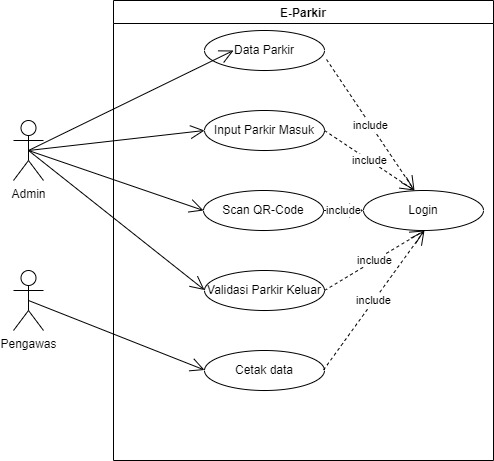 E-Parkir
Data Parkir
include
Input Parkir Masuk
include
Admin
Scan QR-Code
include
Login
include
Validasi Parkir Keluar
include
Pengawas
Cetak data